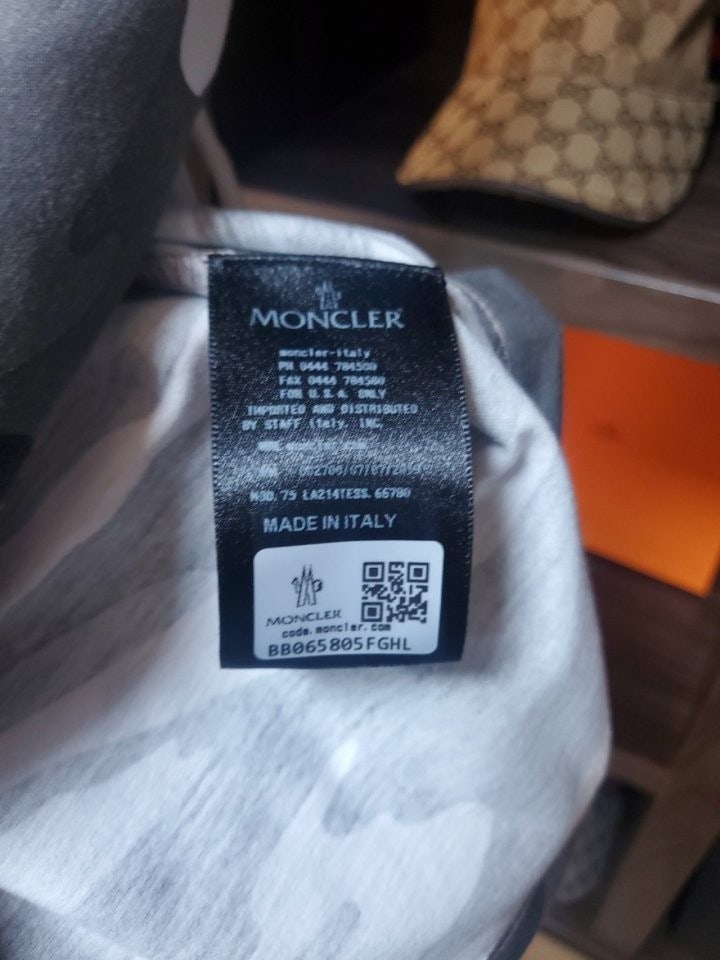 MONCLER
moncler-italy
PH 0444 784500
FAX 0444 784580
FOR U.S.A. ONLY
IMPORTED AND DISTRIBUTED
BY STAFF Italy, INC.
MOD. 75 LA214TESS. 66780
MADE IN ITALY
MONCLER
code.moncler.com
BB065805FGHL